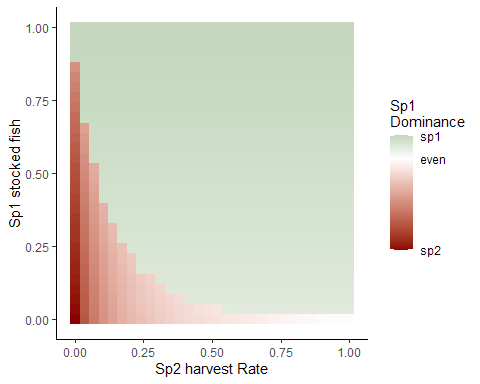 1.00
0.75
0.50
0.25
0.00
Sp1 stocked fish
0.00 0.25 0.50 0.75 1.00
Sp2 harvest Rate
Sp1
Dominance
sp1
even
sp2